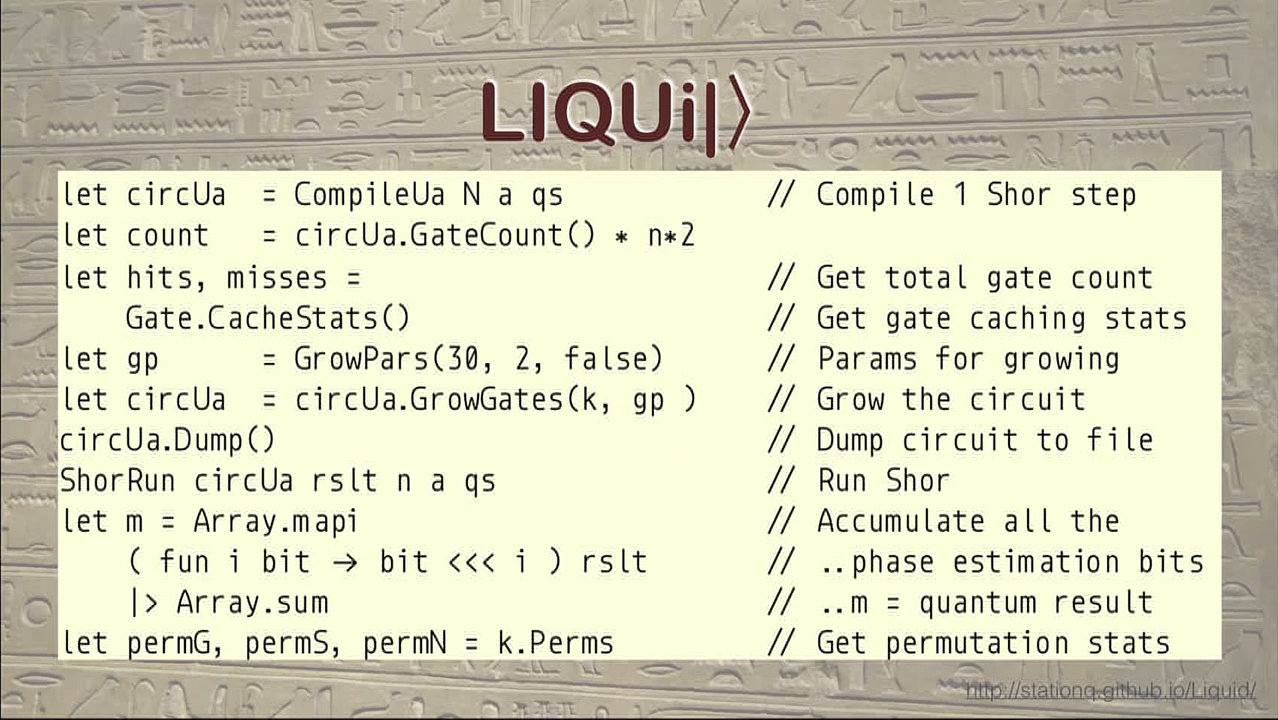 LIQUi|⟩
let circUa  = CompileUa N a qs          // Compile 1 Shor step
let count   = circUa.GateCount() * n*2
let hits, misses =                      // Get total gate count
    Gate.CacheStats()                   // Get gate caching stats
let gp      = GrowPars(30, 2, false)    // Params for growing
let circUa  = circUa.GrowGates(k, gp )  // Grow the circuit
circUa.Dump()                           // Dump circuit to file
ShorRun circUa rslt n a qs              // Run Shor
let m = Array.mapi                      // Accumulate all the
    ( fun i bit → bit <<< i ) rslt      // ..phase estimation bits
    |> Array.sum                        // ..m = quantum result
let permG, permS, permN = k.Perms       // Get permutation stats
http://stationq.github.io/Liquid/